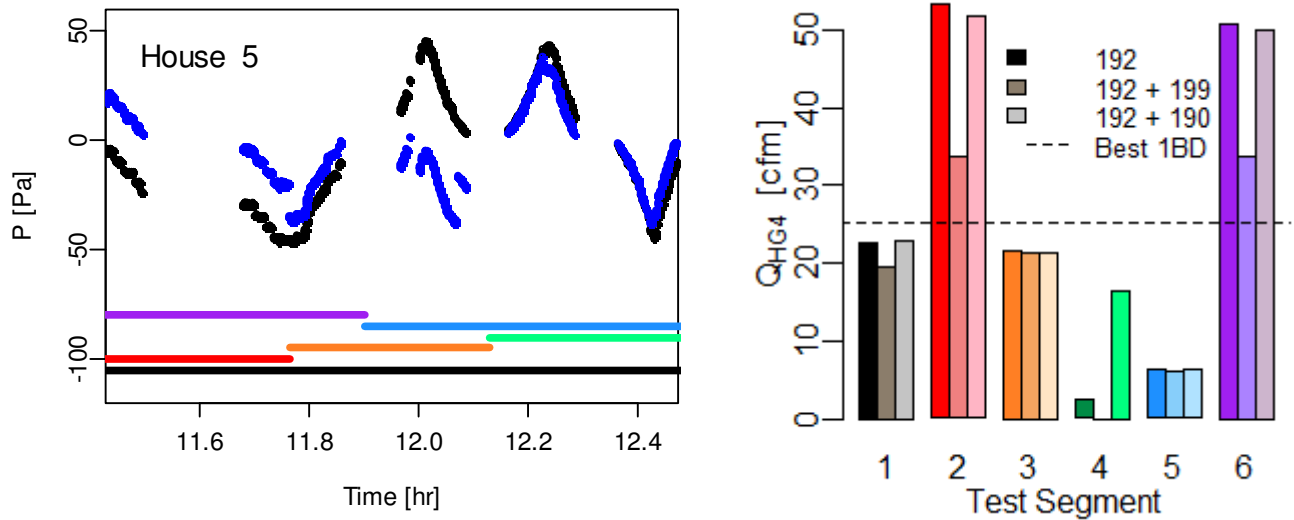 House 5
P [Pa]
50
0
-50
-100
11.6 11.8 12.0 12.2 12.4
Time [hr]
192
192 + 199
192 + 190
Best 1BD
QHG4 [cfm]
50
40
30
20
10
0
1 2 3 4 5 6
Test Segment